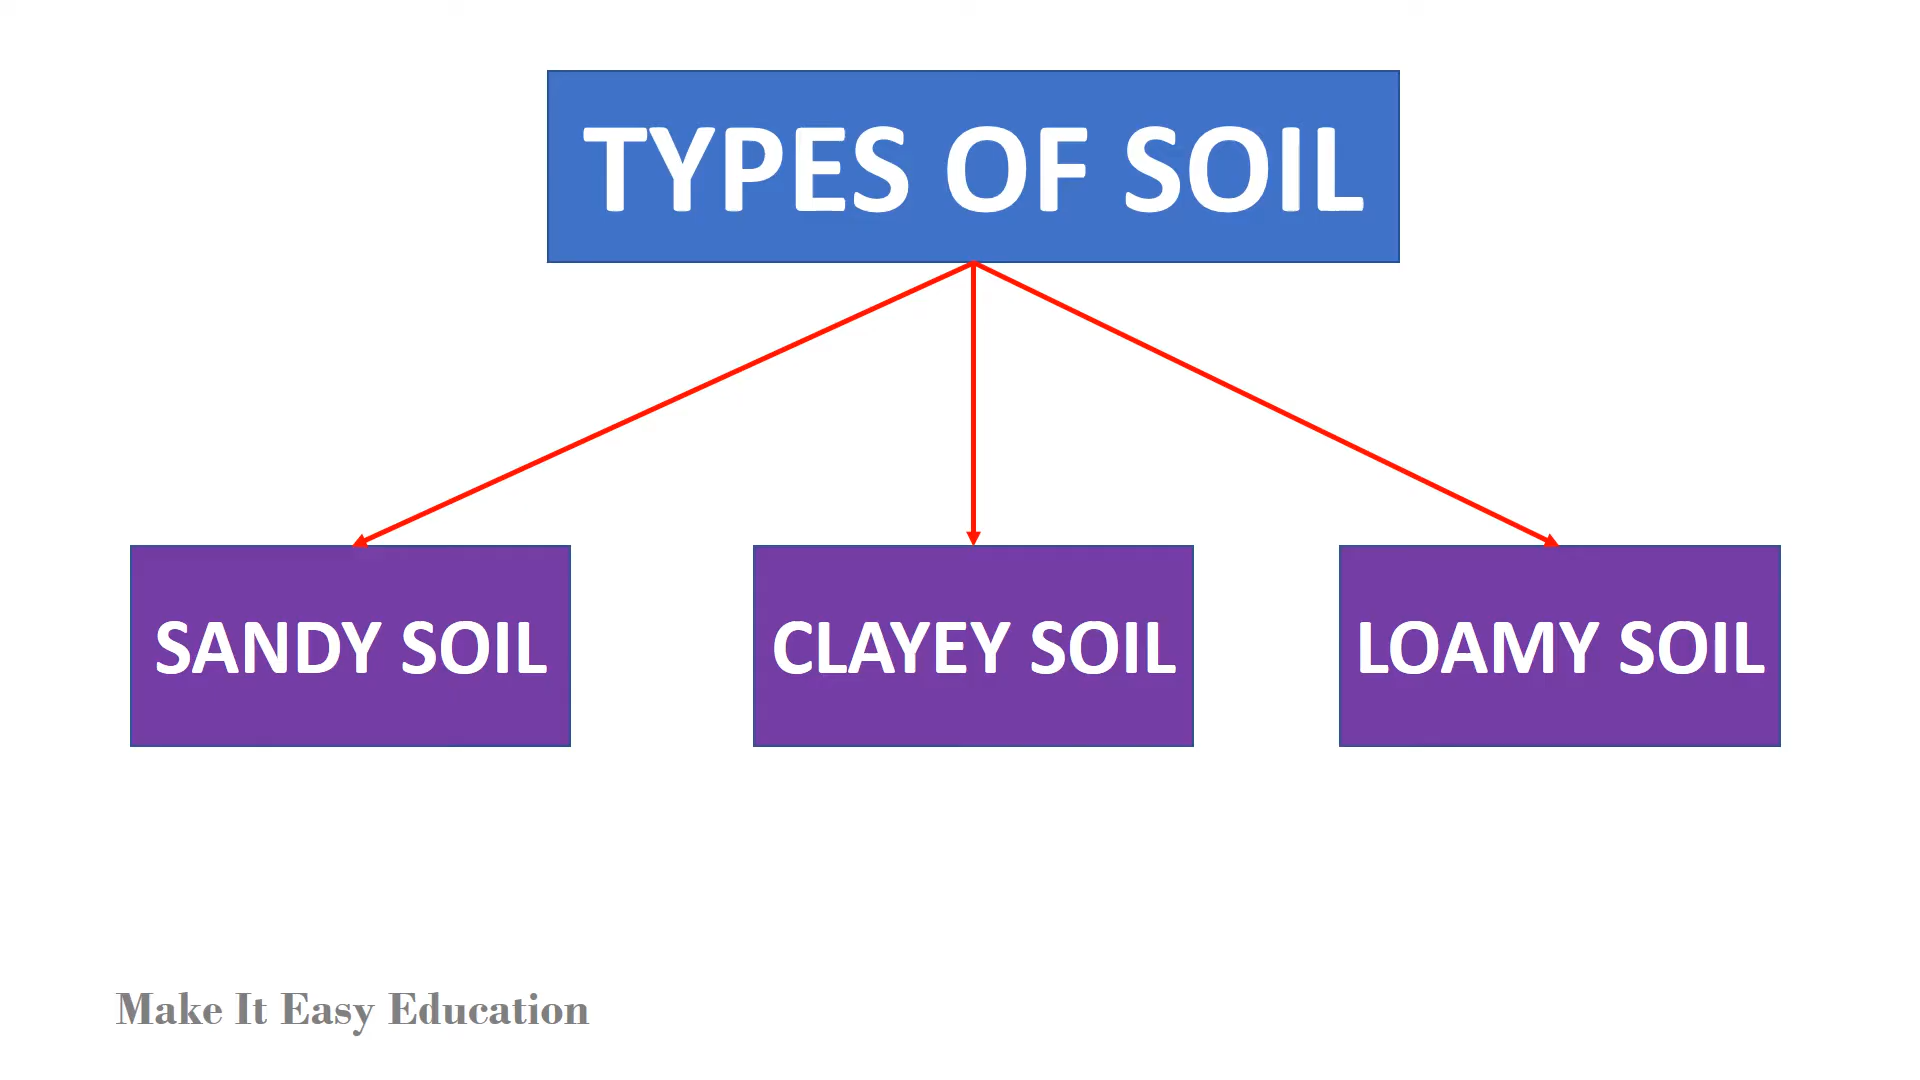 TYPES OF SOIL
SANDY SOIL
CLAYEY SOIL
LOAMY SOIL
Make It Easy Education